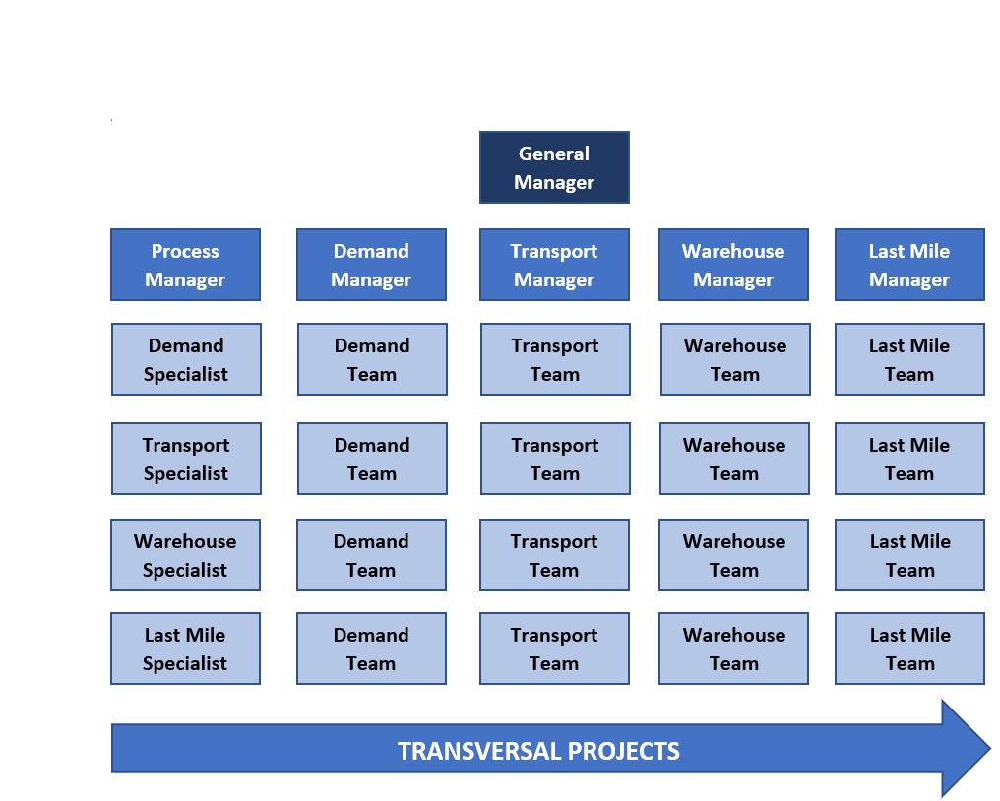 General
Manager
Process
Manager
Demand
Manager
Transport
Manager
Warehouse
Manager
Last Mile
Manager
Demand
Specialist
Demand
Team
Transport
Team
Warehouse
Team
Last Mile
Team
Transport
Specialist
Demand
Team
Transport
Team
Warehouse
Team
Last Mile
Team
Warehouse
Specialist
Demand
Team
Transport
Team
Warehouse
Team
Last Mile
Team
Last Mile
Specialist
Demand
Team
Transport
Team
Warehouse
Team
Last Mile
Team
TRANSVERSAL PROJECTS